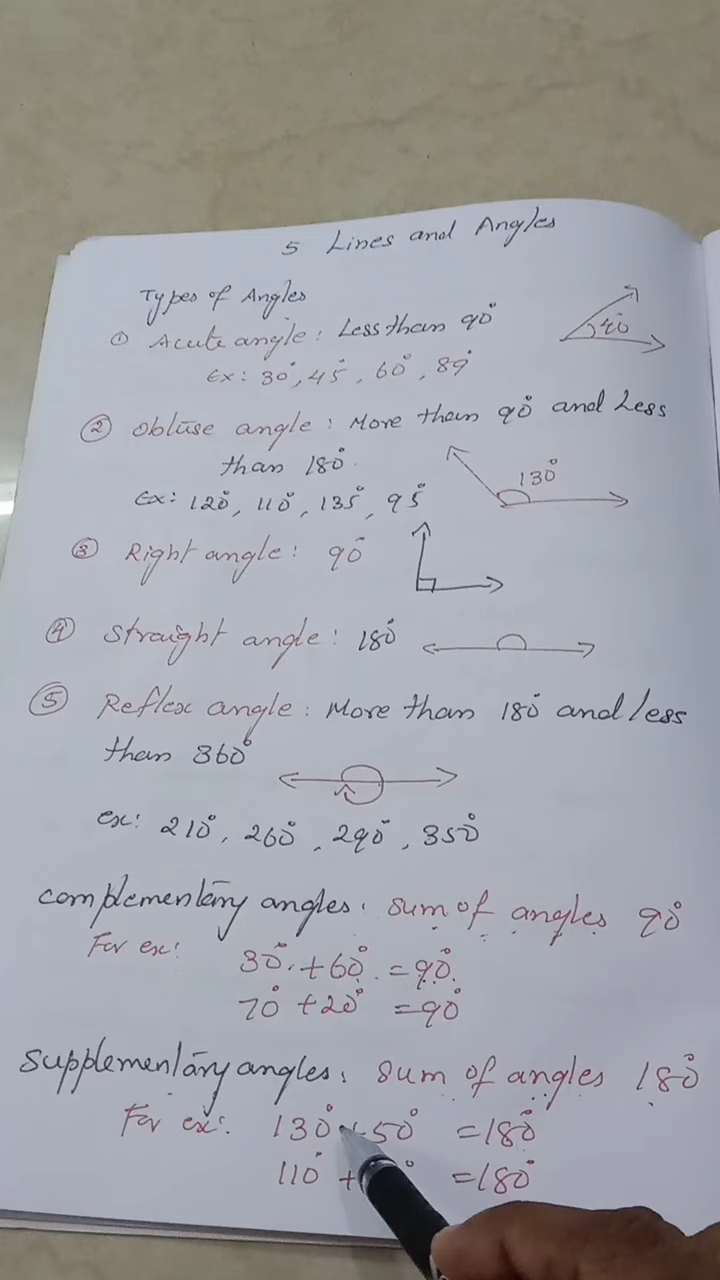 5 Lines and Angles
Types of Angles
① Acute angle: Less than 90°
40°
Ex: 30°, 45°, 60°, 89°
② Obtuse angle: More than 90° and Less
than 180°.
130°
Ex: 120°, 110°, 135°, 95°
③ Right angle: 90°
④ Straight angle: 180°
⑤ Reflex angle: More than 180° and less
than 360°
ex: 210°, 260°, 290°, 350°
Complementary angles: sum of angles 90°
For ex: 30° + 60° = 90°
70° + 20° = 90°
Supplementary angles: sum of angles 180°
For ex: 130° + 50° = 180°
110° + ° = 180°